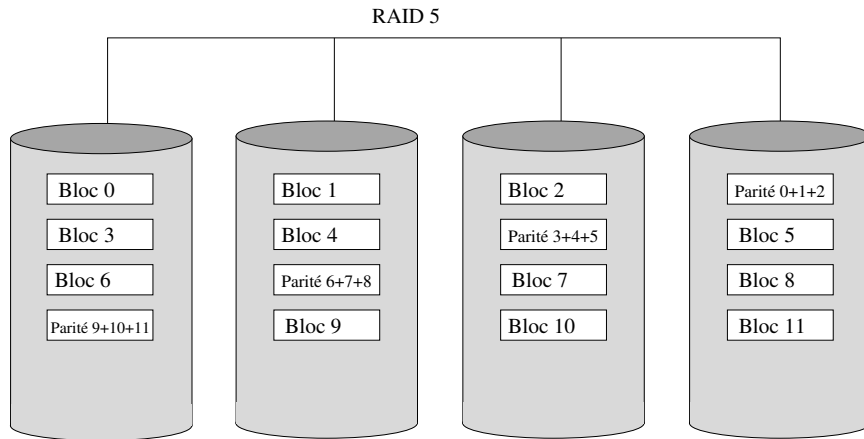 RAID 5
Bloc 0
Bloc 1
Bloc 2
Parité 0+1+2
Bloc 3
Bloc 4
Parité 3+4+5
Bloc 5
Bloc 6
Parité 6+7+8
Bloc 7
Bloc 8
Parité 9+10+11
Bloc 9
Bloc 10
Bloc 11